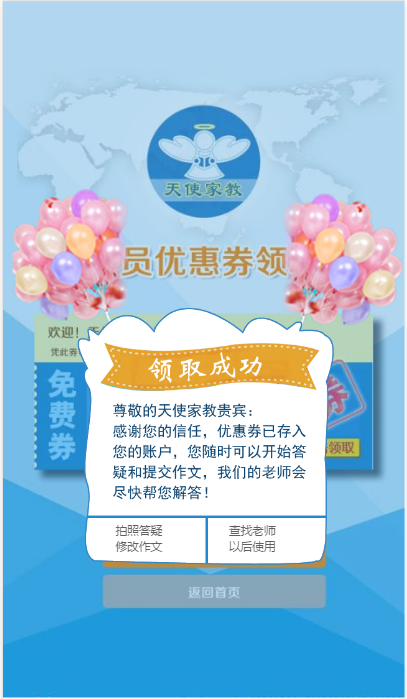 天使家教
员优惠券领
欢迎！
凭此券
免费券
券
领取
领取成功
尊敬的天使家教贵宾：
感谢您的信任，优惠券已存入
您的账户，您随时可以开始答
疑和提交作文，我们的老师会
尽快帮您解答！
拍照答疑
修改作文
查找老师
以后使用
返回首页